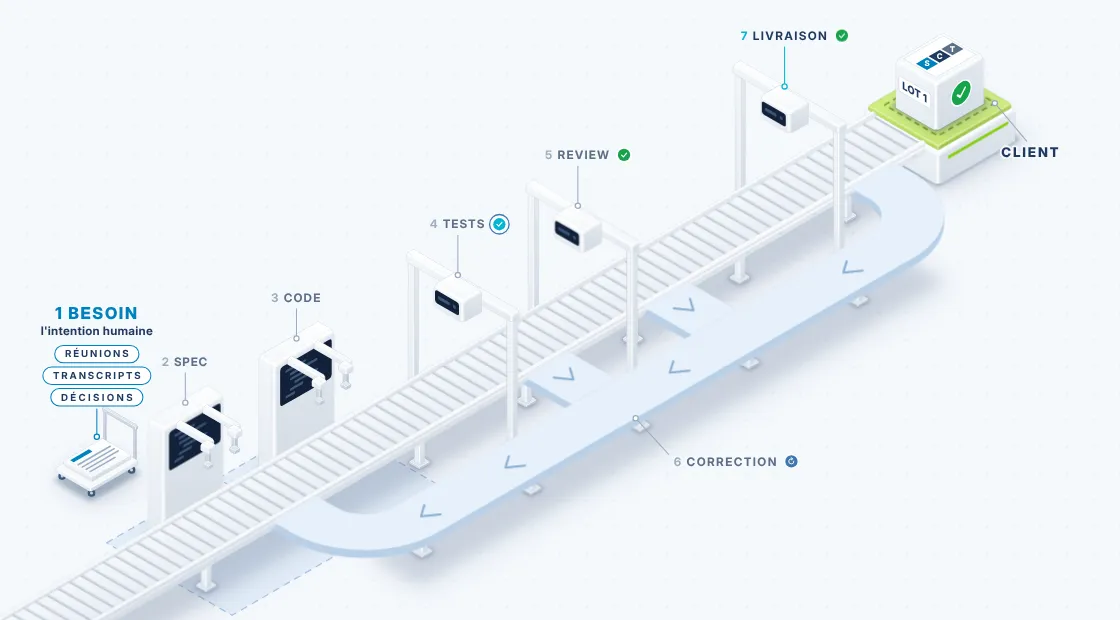 1 BESOIN
l'intention humaine
RÉUNIONS
TRANSCRIPTS
DÉCISIONS
2 SPEC
3 CODE
4 TESTS
5 REVIEW
6 CORRECTION
7 LIVRAISON
S C T
LOT 1
CLIENT